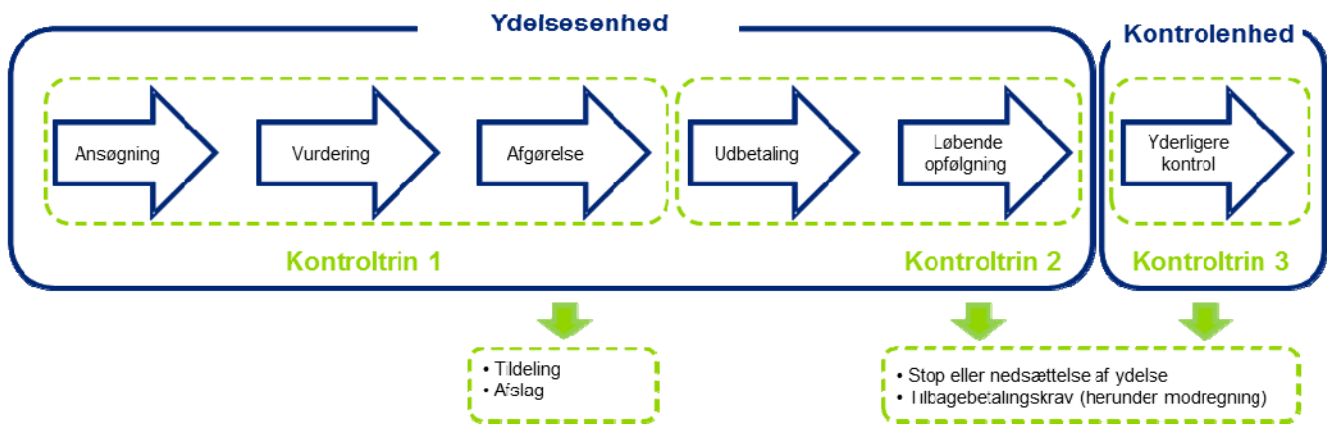 Ydelsesenhed
Kontrolenhed
Ansøgning
Vurdering
Afgørelse
Udbetaling
Løbende
opfølgning
Yderligere
kontrol
Kontroltrin 1
Kontroltrin 2
Kontroltrin 3
• Tildeling
• Afslag
• Stop eller nedsættelse af ydelse
• Tilbagebetalingskrav (herunder modregning)